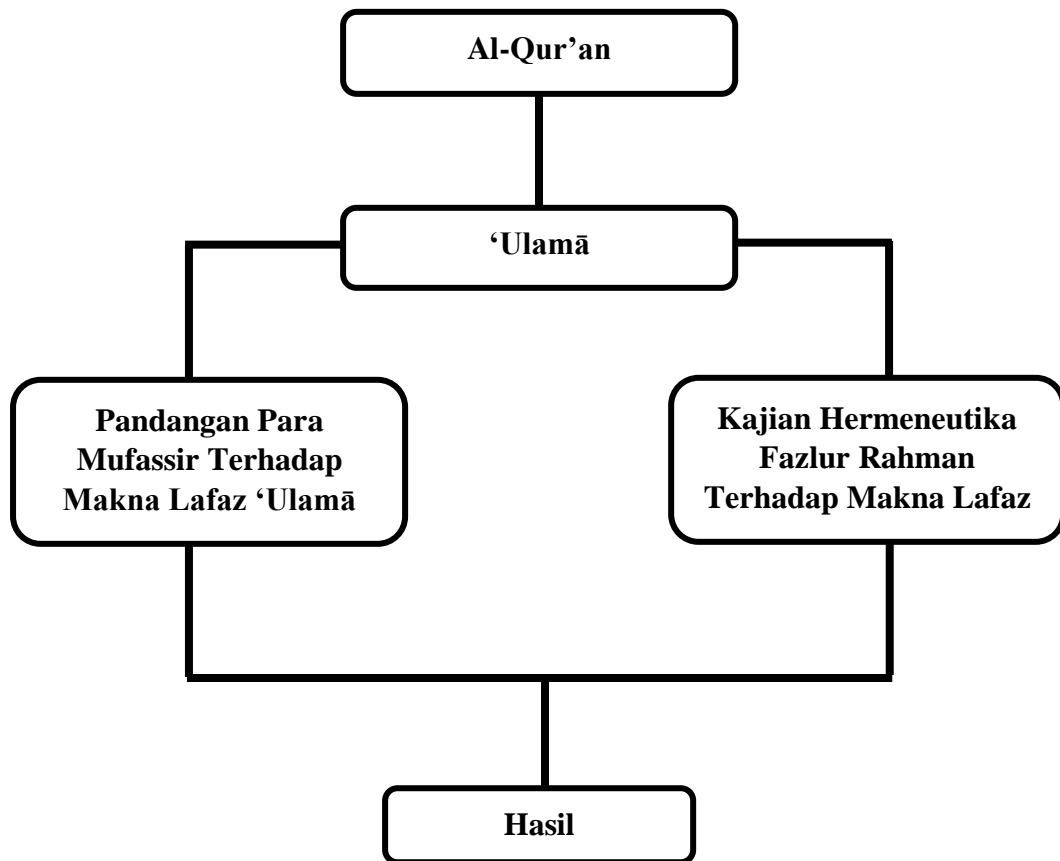 Al-Qur’an
‘Ulamā
Pandangan Para
Mufassir Terhadap
Makna Lafaz ‘Ulamā
Kajian Hermeneutika
Fazlur Rahman
Terhadap Makna Lafaz
Hasil